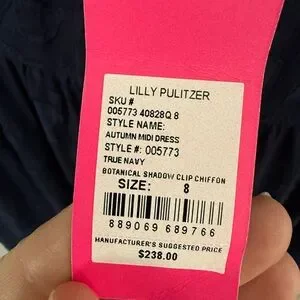 LILLY PULITZER
SKU #
005773 40828Q 8
STYLE NAME:
AUTUMN MIDI DRESS
STYLE #: 005773
TRUE NAVY
BOTANICAL SHADOW CLIP CHIFFON
SIZE: 8
889069 689766
MANUFACTURER'S SUGGESTED PRICE
$238.00